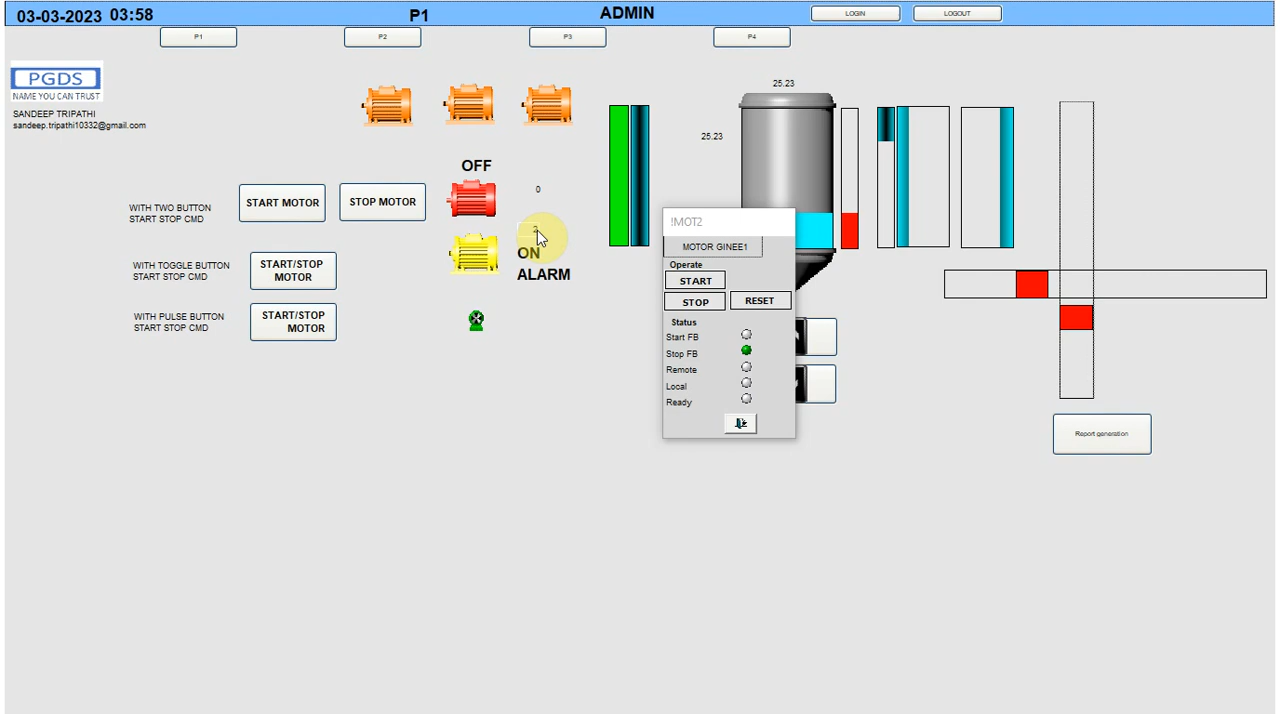 03-03-2023 03:58
P1
ADMIN
LOGIN
LOGOUT
P1
P2
P3
P4
PGDS
NAME YOU CAN TRUST
SANDEEP TRIPATHI
sandeep.tripathi10332@gmail.com
25.23
25.23
OFF
0
WITH TWO BUTTON
START STOP CMD
START MOTOR
STOP MOTOR
2
ON
ALARM
WITH TOGGLE BUTTON
START STOP CMD
START/STOP
MOTOR
WITH PULSE BUTTON
START STOP CMD
START/STOP
MOTOR
!MOT2
MOTOR GINEE1
Operate
START
STOP
RESET
Status
Start FB
Stop FB
Remote
Local
Ready
Report generation